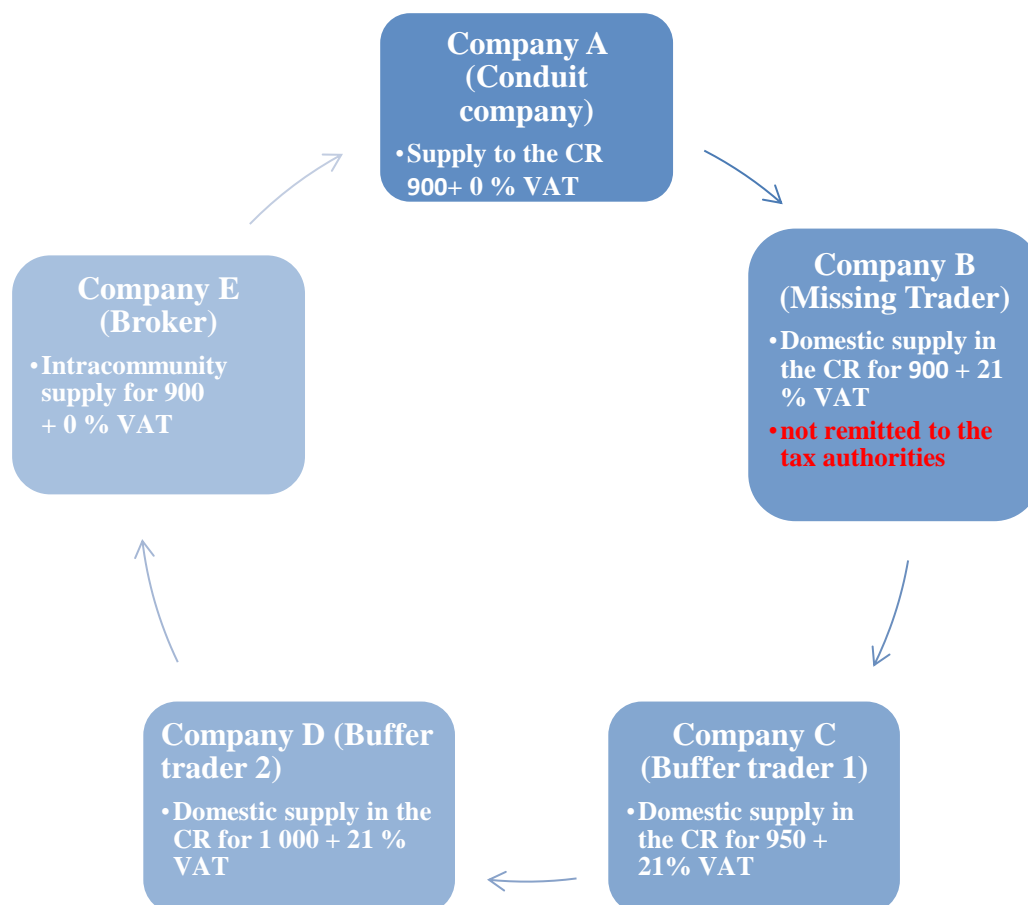 Company A
(Conduit
company)
•Supply to the CR
900+ 0 % VAT
Company B
(Missing Trader)
•Domestic supply in
the CR for 900 + 21
% VAT
•not remitted to the
tax authorities
Company C
(Buffer trader 1)
•Domestic supply in
the CR for 950 +
21% VAT
Company D (Buffer
trader 2)
•Domestic supply in the
CR for 1 000 + 21 %
VAT
Company E
(Broker)
•Intracommunity
supply for 900
+ 0 % VAT